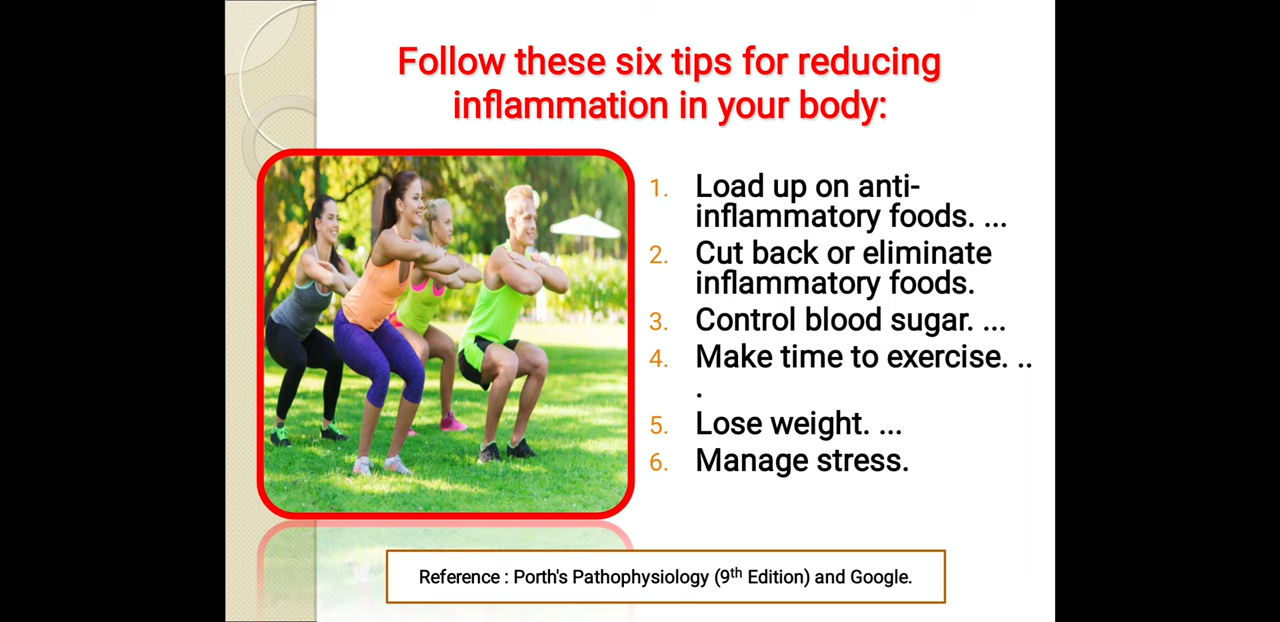 Follow these six tips for reducing
inflammation in your body:
1. Load up on anti-
inflammatory foods. ...
2. Cut back or eliminate
inflammatory foods.
3. Control blood sugar. ...
4. Make time to exercise. ..
.
5. Lose weight. ...
6. Manage stress.
Reference : Porth's Pathophysiology (9th Edition) and Google.